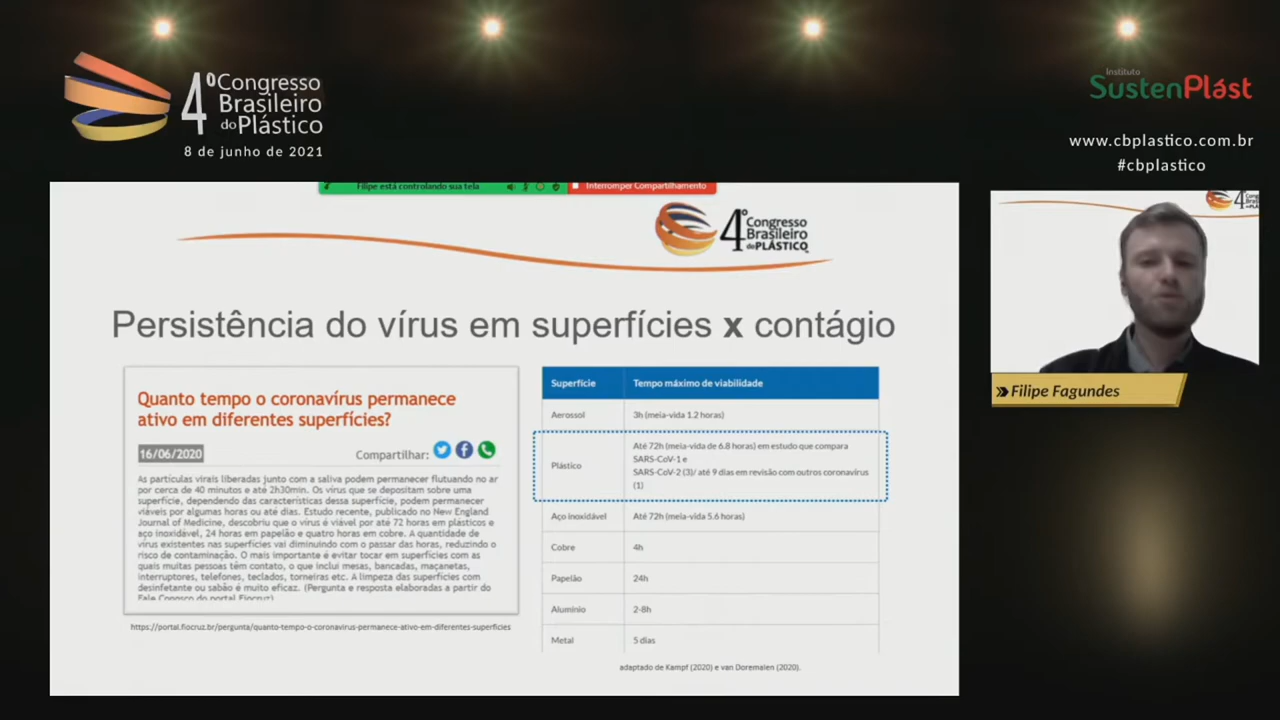 4º Congresso
Brasileiro
do Plástico
8 de junho de 2021
Instituto
SustenPlást
www.cbplastico.com.br
#cbplastico
Filipe está controlando sua tela
Interromper Compartilhamento
4º Congresso
Brasileiro
do PLÁSTICO
Persistência do vírus em superfícies x contágio
Quanto tempo o coronavírus permanece
ativo em diferentes superfícies?
16/06/2020
Compartilhar:
As partículas virais liberadas junto com a saliva podem permanecer flutuando no ar
por cerca de 40 minutos e até 2h30min. Os vírus que se depositam sobre uma
superfície, dependendo das características dessa superfície, podem permanecer
viáveis por algumas horas ou até dias. Estudo recente, publicado no New England
Journal of Medicine, descobriu que o vírus é viável por até 72 horas em plásticos e
aço inoxidável, 24 horas em papelão e quatro horas em cobre. A quantidade de
vírus existentes nas superfícies vai diminuindo com o passar das horas, reduzindo o
risco de contaminação. O mais importante é evitar tocar em superfícies com as
quais muitas pessoas têm contato, o que inclui mesas, bancadas, maçanetas,
interruptores, telefones, teclados, torneiras etc. A limpeza das superfícies com
desinfetante ou sabão é muito eficaz. (Pergunta e resposta elaboradas a partir do
Fale Conosco do portal Fiocruz)
https://portal.fiocruz.br/pergunta/quanto-tempo-o-coronavirus-permanece-ativo-em-diferentes-superficies
Superfície Tempo máximo de viabilidade
Aerossol 3h (meia-vida 1.2 horas)
Plástico Até 72h (meia-vida de 6.8 horas) em estudo que compara
SARS-CoV-1 e
SARS-CoV-2 (3)/ até 9 dias em revisão com outros coronavírus
(1)
Aço inoxidável Até 72h (meia-vida 5.6 horas)
Cobre 4h
Papelão 24h
Alumínio 2-8h
Metal 5 dias
adaptado de Kampf (2020) e van Doremalen (2020).
4º Cong
Filipe Fagundes